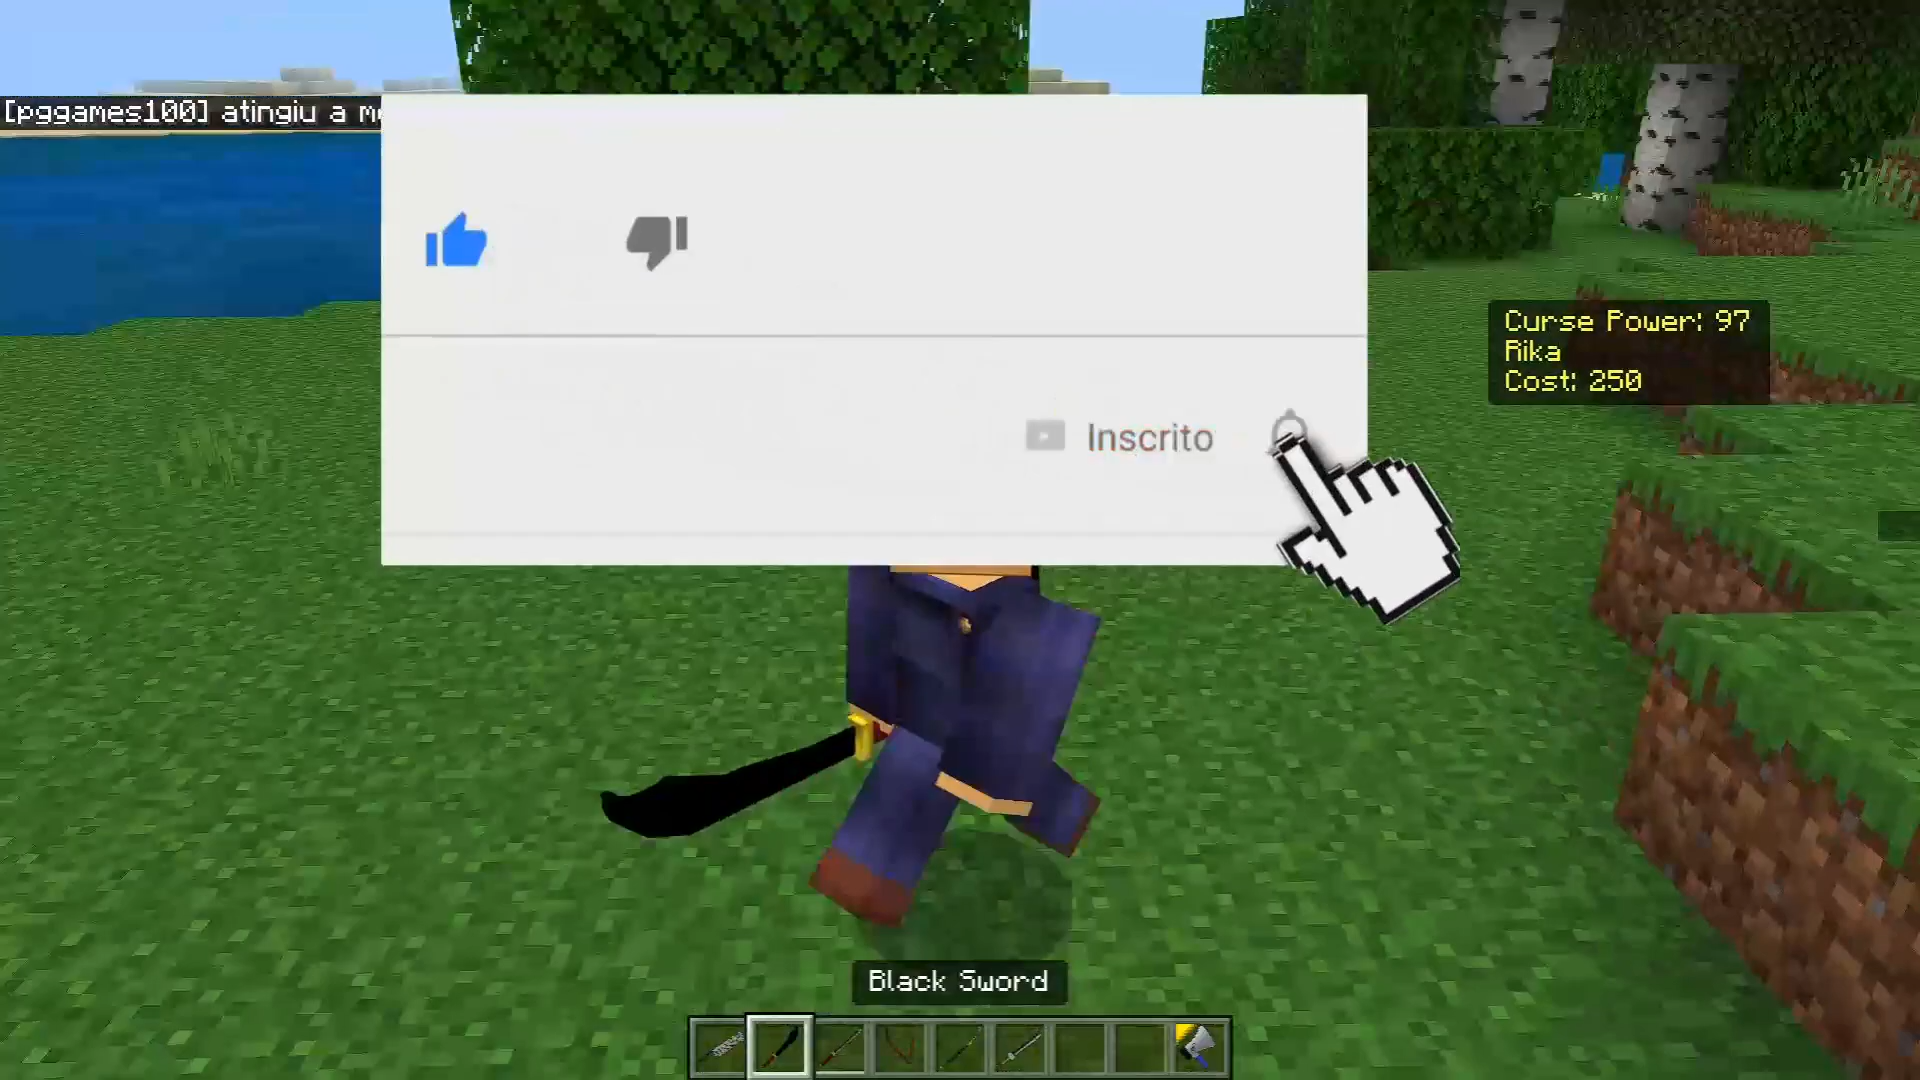 [pggames100] atingiu a
Inscrito
Curse Power: 97
Rika
Cost: 250
Black Sword